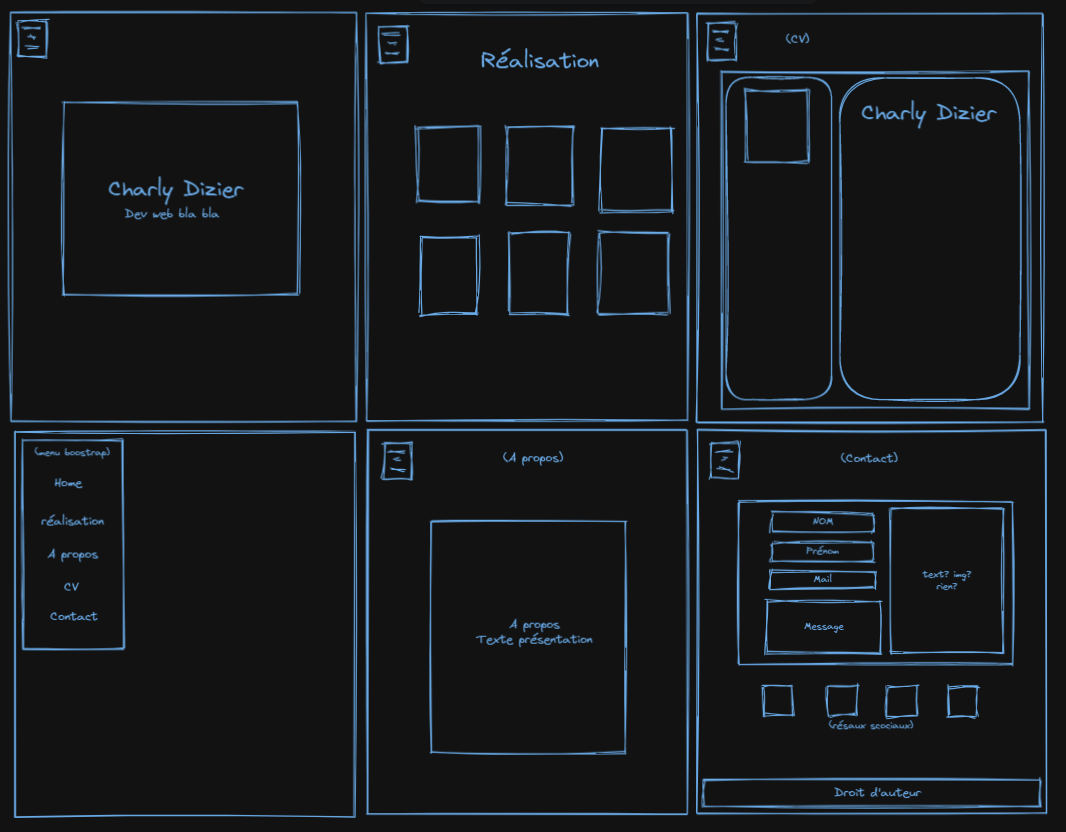 Charly Dizier
Dev web bla bla
Réalisation
(CV)
Charly Dizier
(menu boostrap)
Home
réalisation
A propos
CV
Contact
(A propos)
A propos
Texte présentation
(Contact)
NOM
Prénom
Mail
Message
text? img?
rien?
(résaux scociaux)
Droit d'auteur